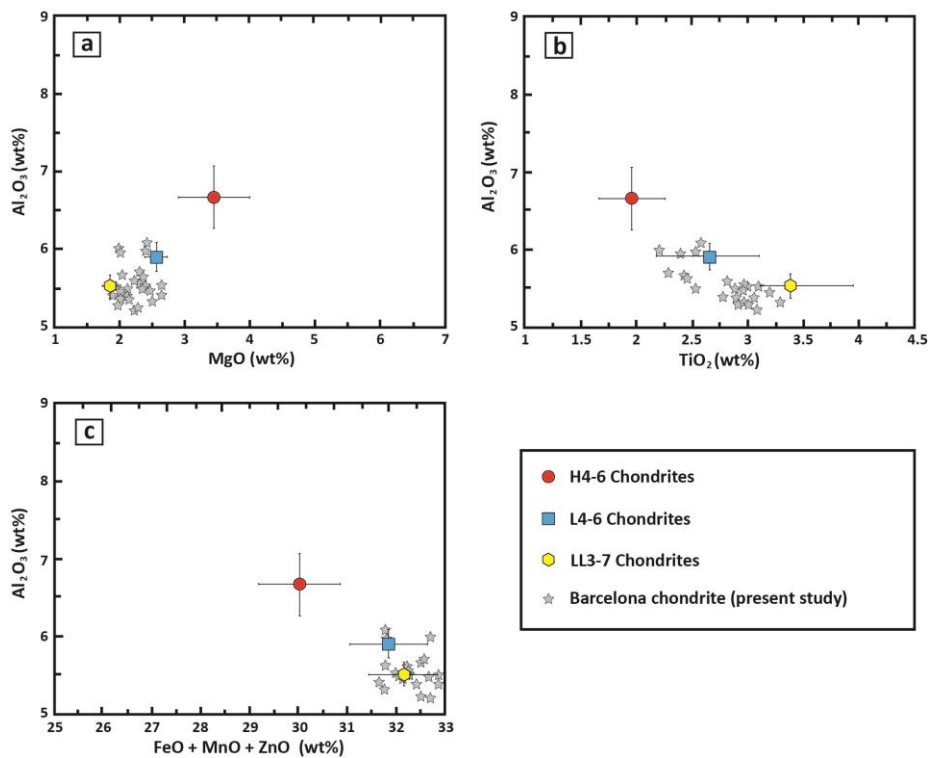 a
9
8
7
6
5
Al₂O₃ (wt%)
1 2 3 4 5 6 7
MgO (wt%)
b
9
8
7
6
5
Al₂O₃ (wt%)
1 1.5 2 2.5 3 3.5 4 4.5
TiO₂ (wt%)
c
9
8
7
6
5
Al₂O₃ (wt%)
25 26 27 28 29 30 31 32 33
FeO + MnO + ZnO (wt%)
H4-6 Chondrites
L4-6 Chondrites
LL3-7 Chondrites
Barcelona chondrite (present study)